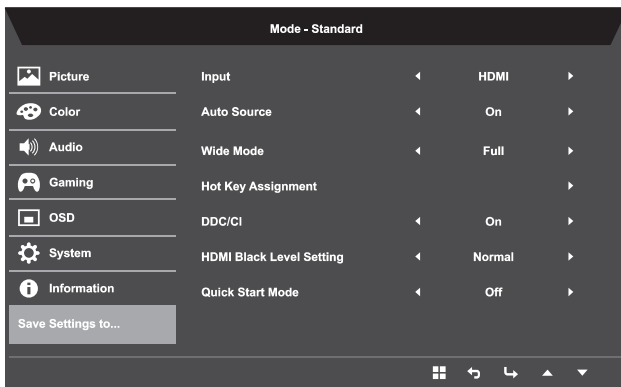 Mode - Standard
Picture
Color
Audio
Gaming
OSD
System
Information
Save Settings to...
Input HDMI
Auto Source On
Wide Mode Full
Hot Key Assignment
DDC/CI On
HDMI Black Level Setting Normal
Quick Start Mode Off